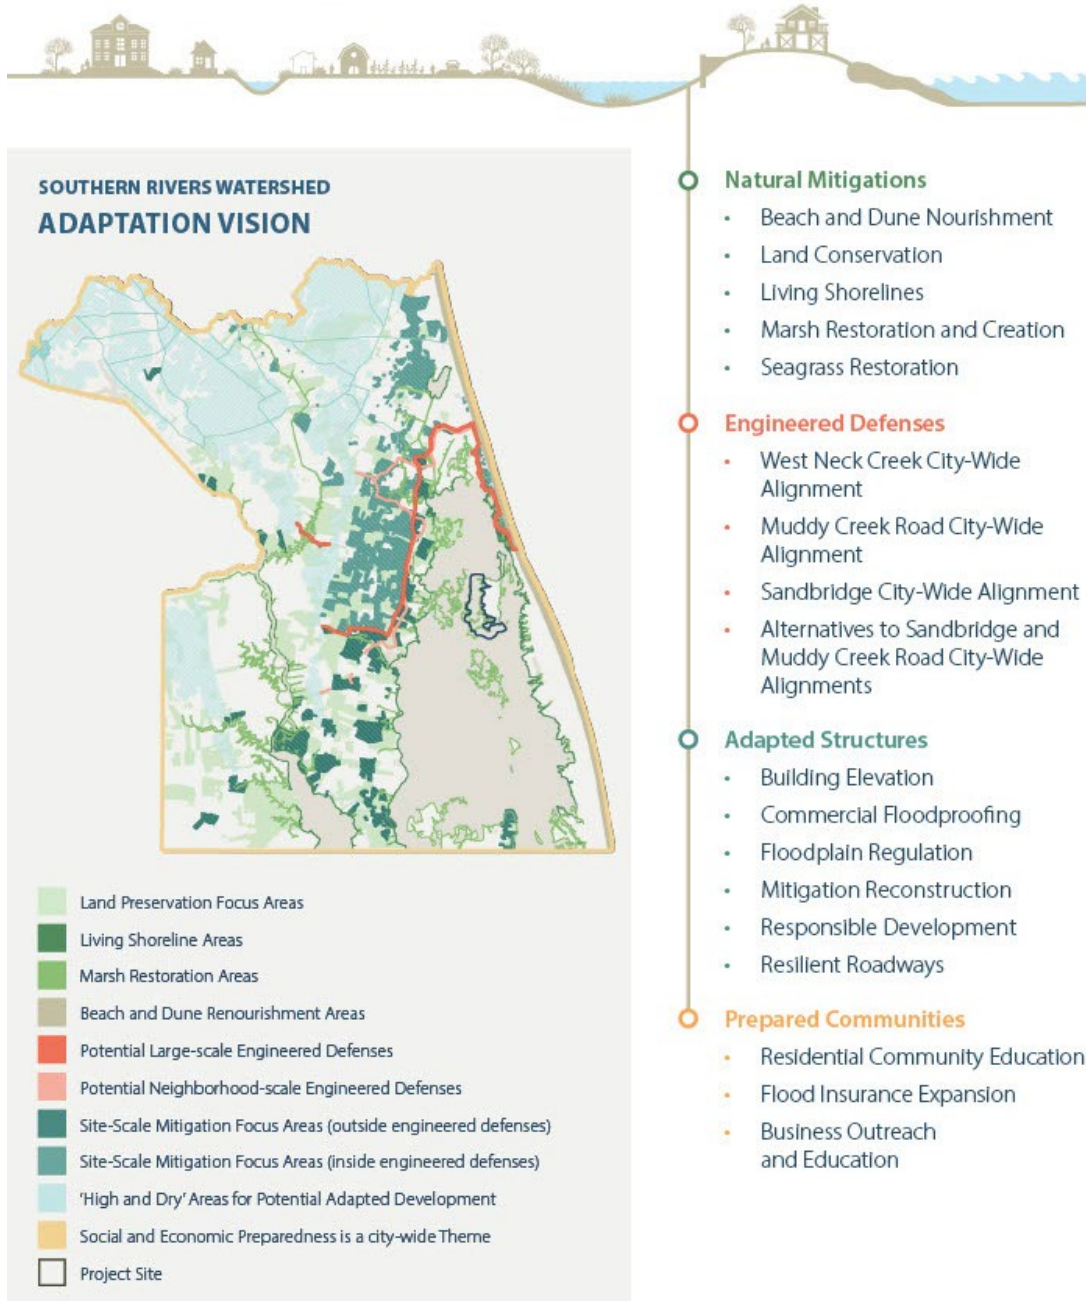 SOUTHERN RIVERS WATERSHED
ADAPTATION VISION
Land Preservation Focus Areas
Living Shoreline Areas
Marsh Restoration Areas
Beach and Dune Renourishment Areas
Potential Large-scale Engineered Defenses
Potential Neighborhood-scale Engineered Defenses
Site-Scale Mitigation Focus Areas (outside engineered defenses)
Site-Scale Mitigation Focus Areas (inside engineered defenses)
'High and Dry' Areas for Potential Adapted Development
Social and Economic Preparedness is a city-wide Theme
Project Site
Natural Mitigations
• Beach and Dune Nourishment
• Land Conservation
• Living Shorelines
• Marsh Restoration and Creation
• Seagrass Restoration
Engineered Defenses
• West Neck Creek City-Wide
Alignment
• Muddy Creek Road City-Wide
Alignment
• Sandbridge City-Wide Alignment
• Alternatives to Sandbridge and
Muddy Creek Road City-Wide
Alignments
Adapted Structures
• Building Elevation
• Commercial Floodproofing
• Floodplain Regulation
• Mitigation Reconstruction
• Responsible Development
• Resilient Roadways
Prepared Communities
• Residential Community Education
• Flood Insurance Expansion
• Business Outreach
and Education